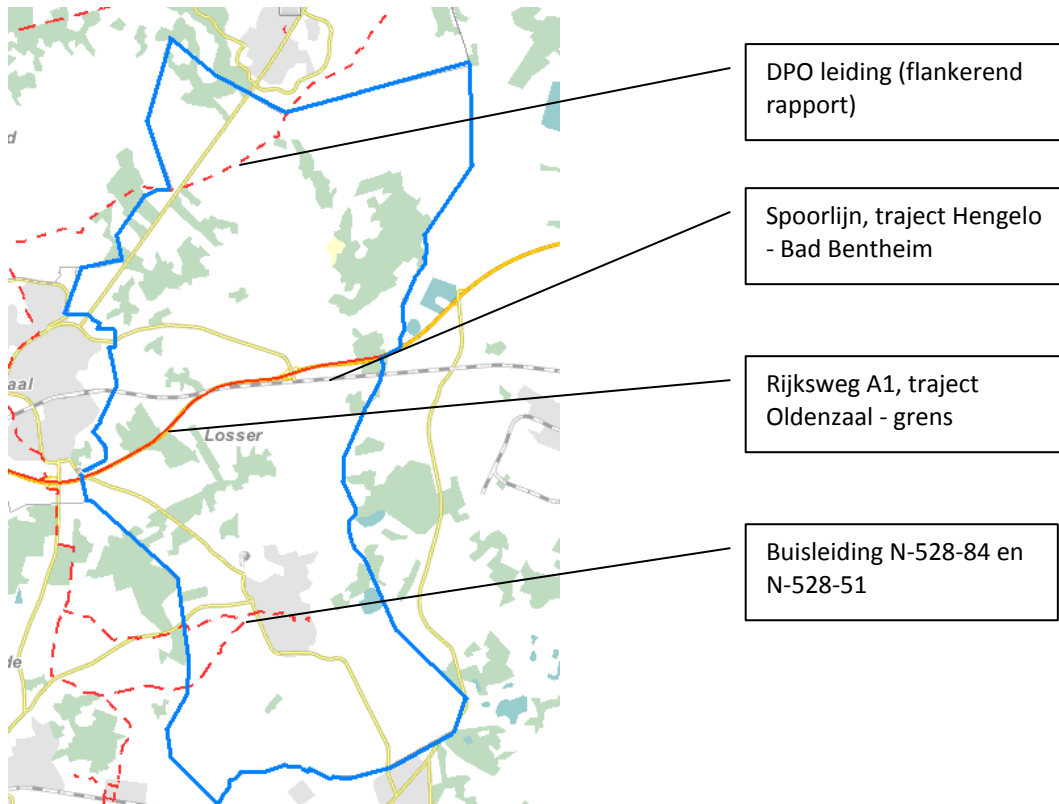 d
DPO leiding (flankerend
rapport)
Spoorlijn, traject Hengelo
- Bad Bentheim
aal
Rijksweg A1, traject
Oldenzaal - grens
Losser
Buisleiding N-528-84 en
N-528-51
de